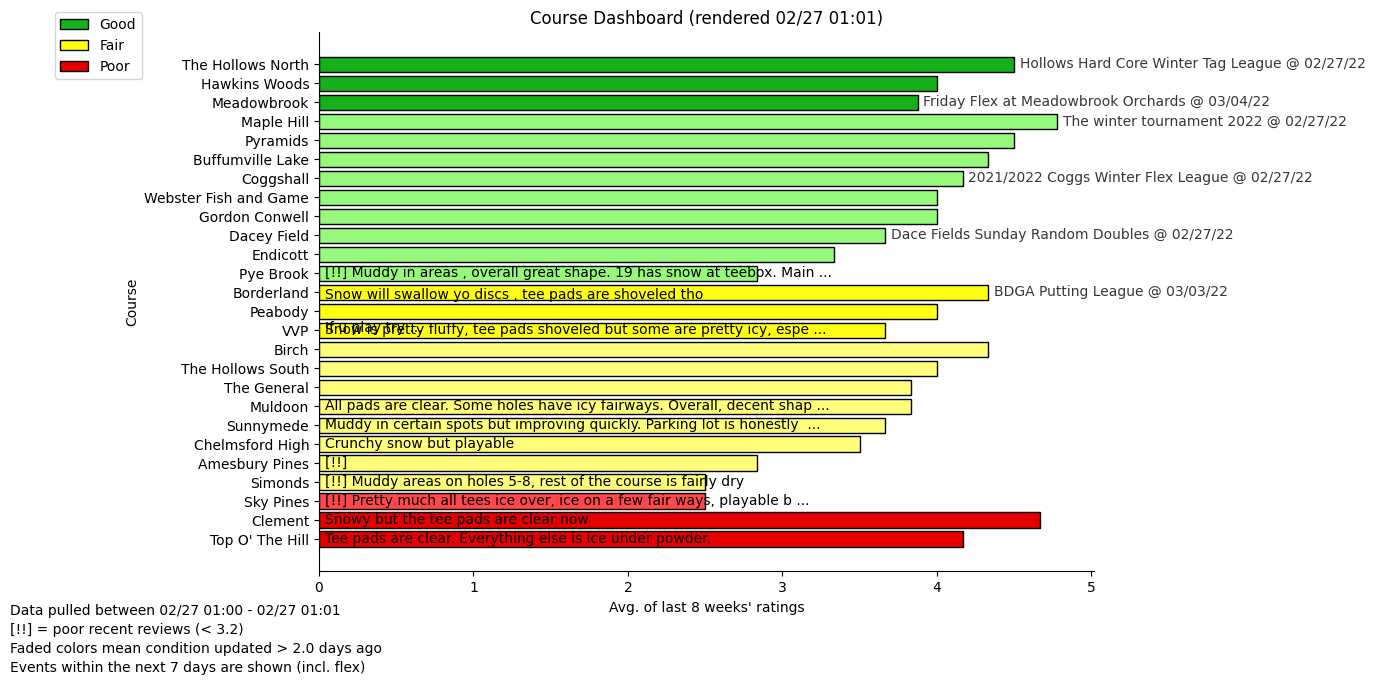 Course Dashboard (rendered 02/27 01:01)
Good
Fair
Poor
The Hollows North
Hollows Hard Core Winter Tag League @ 02/27/22
Hawkins Woods
Meadowbrook
Friday Flex at Meadowbrook Orchards @ 03/04/22
Maple Hill
The winter tournament 2022 @ 02/27/22
Pyramids
Buffumville Lake
Coggshall
2021/2022 Coggs Winter Flex League @ 02/27/22
Webster Fish and Game
Gordon Conwell
Dacey Field
Dace Fields Sunday Random Doubles @ 02/27/22
Endicott
Pye Brook
[!!] Muddy in areas , overall great shape. 19 has snow at teebox. Main ...
Borderland
Snow will swallow yo discs , tee pads are shoveled tho
BDGA Putting League @ 03/03/22
Peabody
If u play try ...
VVP
Snow is pretty fluffy, tee pads shoveled but some are pretty icy, espe ...
Birch
The Hollows South
The General
Muldoon
All pads are clear. Some holes have icy fairways. Overall, decent shap ...
Sunnymede
Muddy in certain spots but improving quickly. Parking lot is honestly  ...
Chelmsford High
Crunchy snow but playable
Amesbury Pines
[!!]
Simonds
[!!] Muddy areas on holes 5-8, rest of the course is fairly dry
Sky Pines
[!!] Pretty much all tees ice over, ice on a few fair ways, playable b ...
Clement
Snowy but the tee pads are clear now
Top O' The Hill
Tee pads are clear. Everything else is ice under powder.
Course
0 1 2 3 4 5
Avg. of last 8 weeks' ratings
Data pulled between 02/27 01:00 - 02/27 01:01
[!!] = poor recent reviews (< 3.2)
Faded colors mean condition updated > 2.0 days ago
Events within the next 7 days are shown (incl. flex)